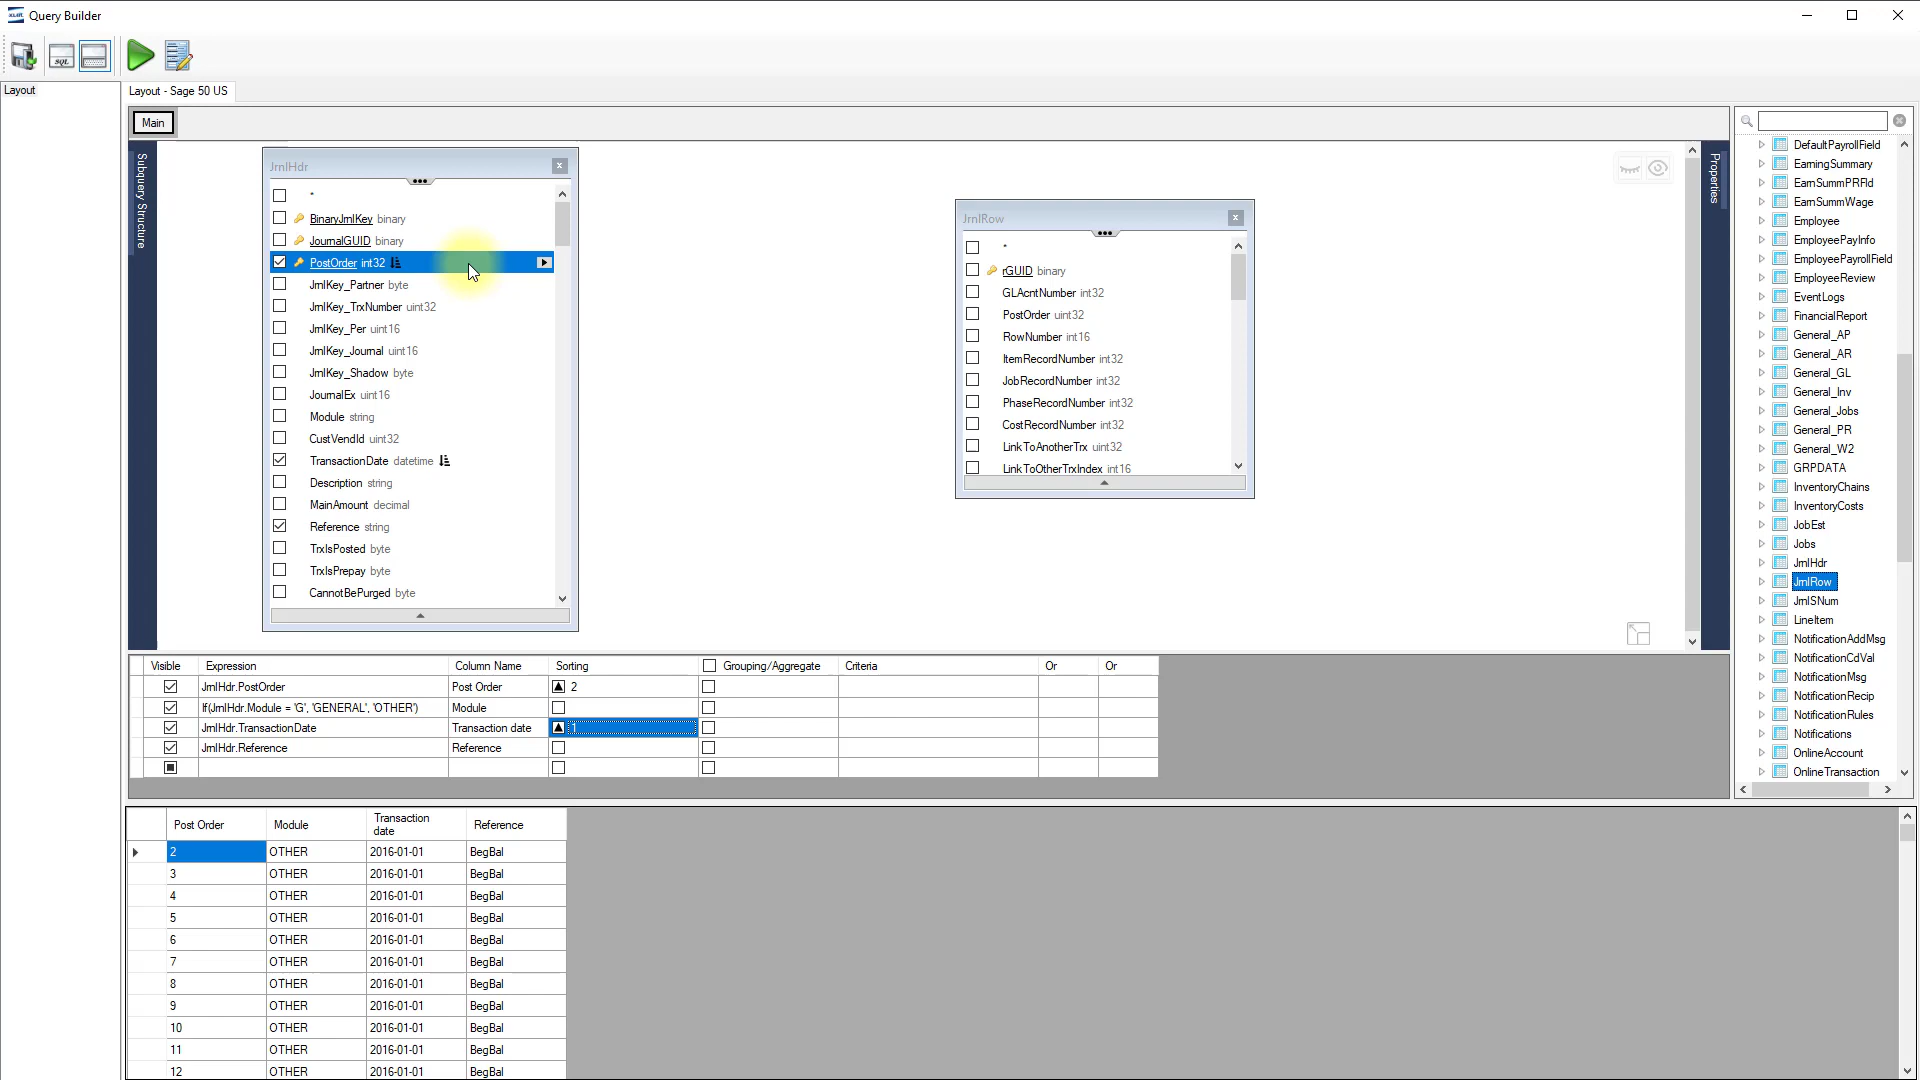 Query Builder
SQL
Layout
Layout - Sage 50 US
Main
Subquery Structure
JrnlHdr
*
BinaryJrnlKey binary
JournalGUID binary
PostOrder int32
JrnlKey_Partner byte
JrnlKey_TrxNumber uint32
JrnlKey_Per uint16
JrnlKey_Journal uint16
JrnlKey_Shadow byte
JournalEx uint16
Module string
CustVendId uint32
TransactionDate datetime
Description string
MainAmount decimal
Reference string
TrxIsPosted byte
TrxIsPrepay byte
CannotBePurged byte
JrnlRow
*
rGUID binary
GLAcntNumber int32
PostOrder uint32
RowNumber int16
ItemRecordNumber int32
JobRecordNumber int32
PhaseRecordNumber int32
CostRecordNumber int32
LinkToAnotherTrx uint32
LinkToOtherTrxIndex int16
Properties
DefaultPayrollField
EarningSummary
EarnSummPRFld
EarnSummWage
Employee
EmployeePayInfo
EmployeePayrollField
EmployeeReview
EventLogs
FinancialReport
General_AP
General_AR
General_GL
General_Inv
General_Jobs
General_PR
General_W2
GRPDATA
InventoryChains
InventoryCosts
JobEst
Jobs
JrnlHdr
JrnlRow
JrnlSNum
LineItem
NotificationAddMsg
NotificationCdVal
NotificationMsg
NotificationRecip
NotificationRules
Notifications
OnlineAccount
OnlineTransaction
Visible Expression Column Name Sorting Grouping/Aggregate Criteria Or Or
JrnlHdr.PostOrder Post Order 2
If(JrnlHdr.Module = 'G', 'GENERAL', 'OTHER') Module
JrnlHdr.TransactionDate Transaction date 1
JrnlHdr.Reference Reference
Post Order Module Transaction date Reference
2 OTHER 2016-01-01 BegBal
3 OTHER 2016-01-01 BegBal
4 OTHER 2016-01-01 BegBal
5 OTHER 2016-01-01 BegBal
6 OTHER 2016-01-01 BegBal
7 OTHER 2016-01-01 BegBal
8 OTHER 2016-01-01 BegBal
9 OTHER 2016-01-01 BegBal
10 OTHER 2016-01-01 BegBal
11 OTHER 2016-01-01 BegBal
12 OTHER 2016-01-01 BegBal